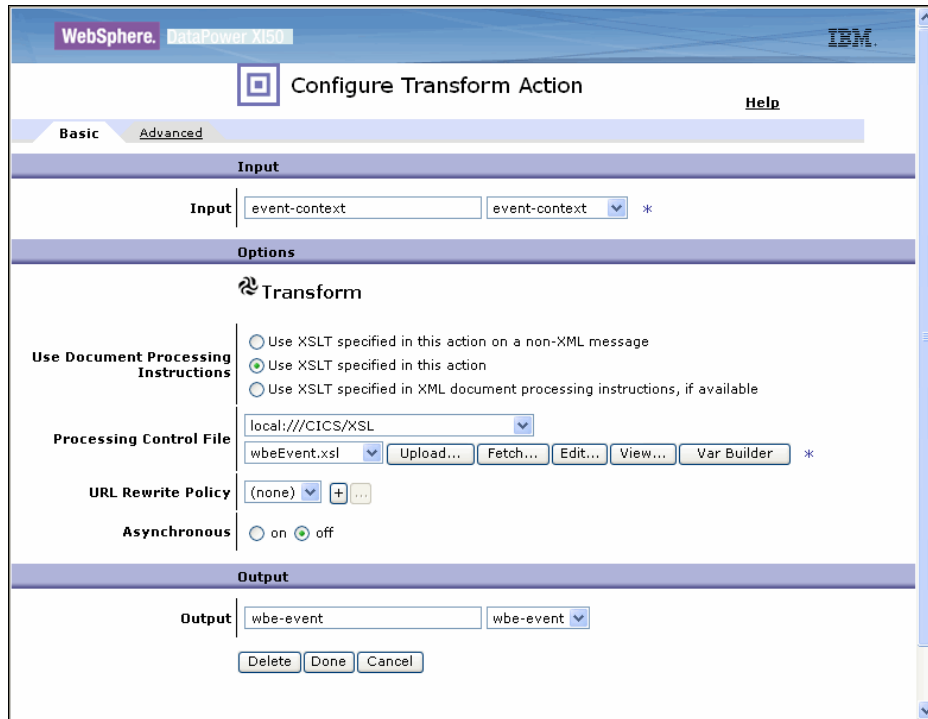 WebSphere. DataPower XI50 IBM.
Configure Transform Action
Help
Basic Advanced
Input
Input event-context event-context *
Options
Transform
Use Document Processing Instructions
Use XSLT specified in this action on a non-XML message
Use XSLT specified in this action
Use XSLT specified in XML document processing instructions, if available
Processing Control File
local:///CICS/XSL
wbeEvent.xsl Upload... Fetch... Edit... View... Var Builder *
URL Rewrite Policy (none) + ...
Asynchronous on off
Output
Output wbe-event wbe-event
Delete Done Cancel